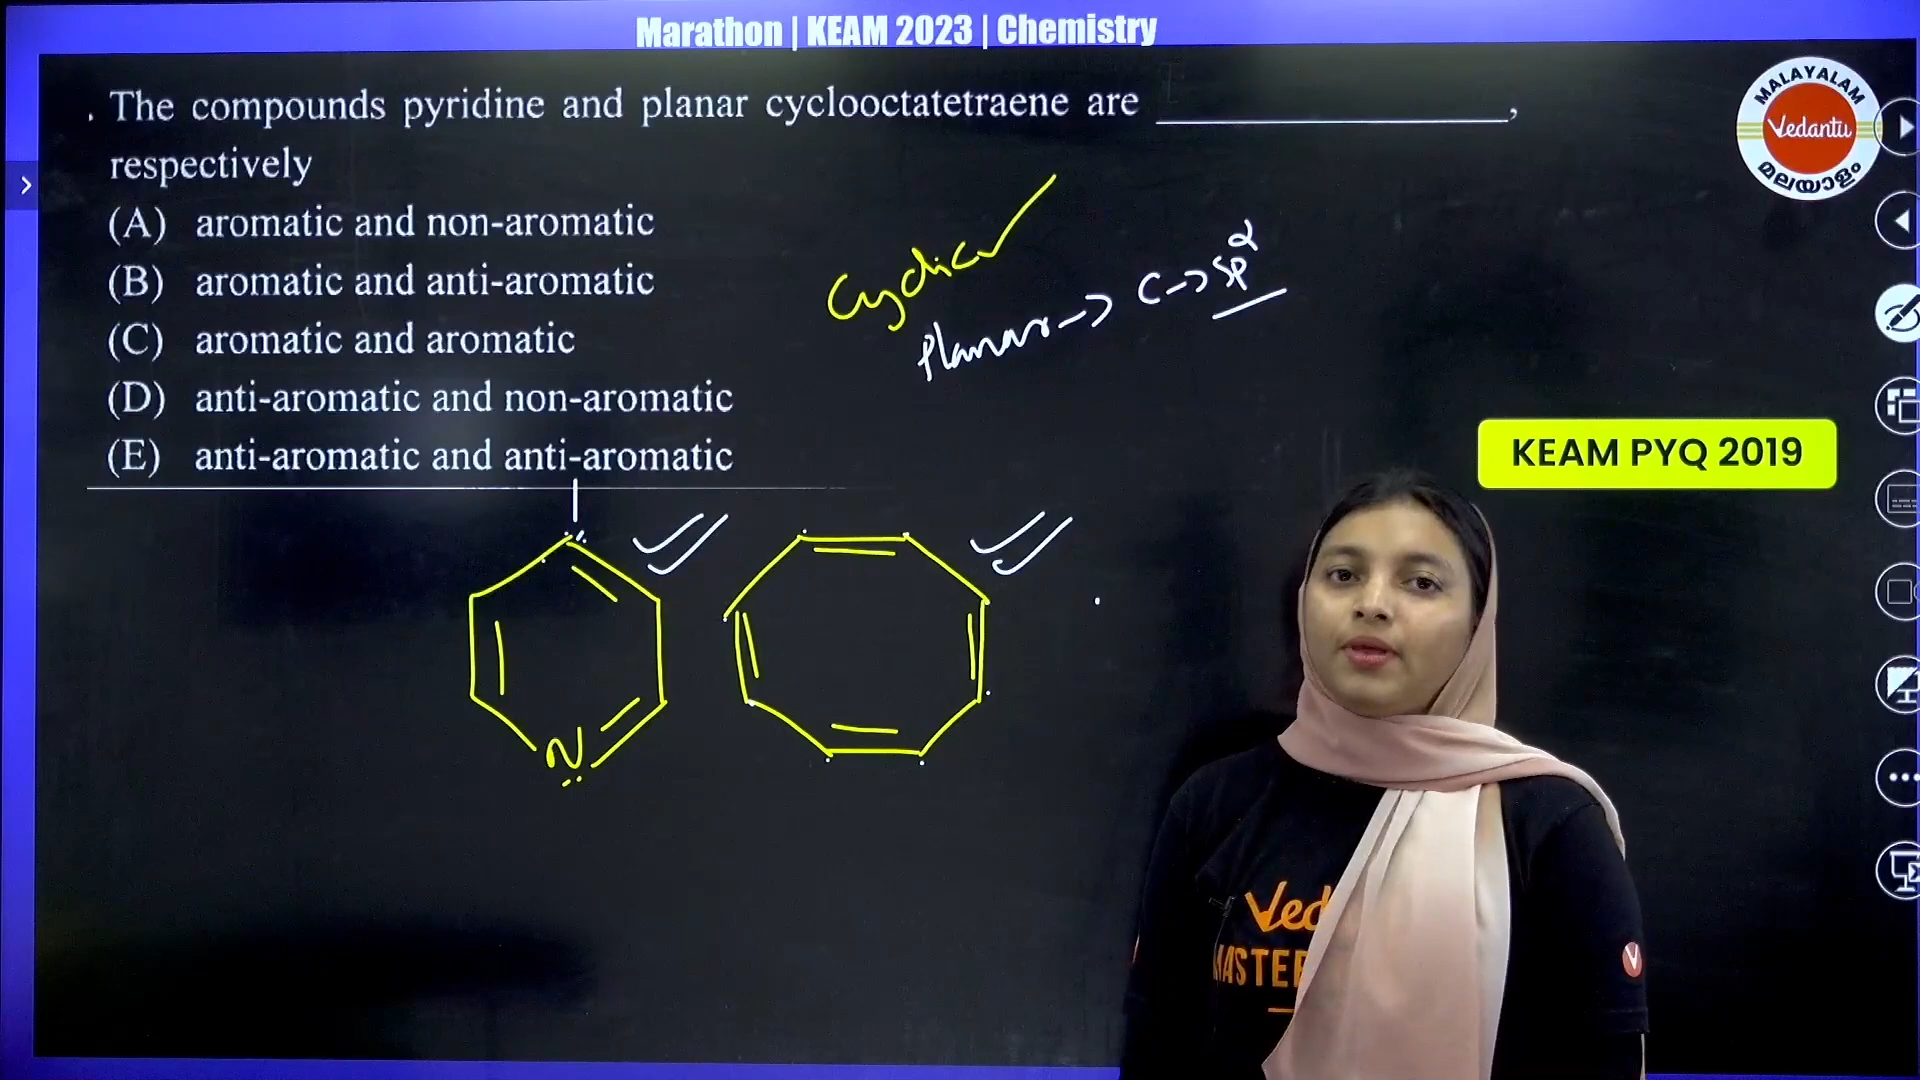 Marathon | KEAM 2023 | Chemistry
. The compounds pyridine and planar cyclooctatetraene are ____________,
respectively
(A) aromatic and non-aromatic
(B) aromatic and anti-aromatic
(C) aromatic and aromatic
(D) anti-aromatic and non-aromatic
(E) anti-aromatic and anti-aromatic
Cyclic
Planar -> C -> sp2
N
KEAM PYQ 2019
MALAYALAM
Vedantu
മലയാളം
Ved
MASTER
V